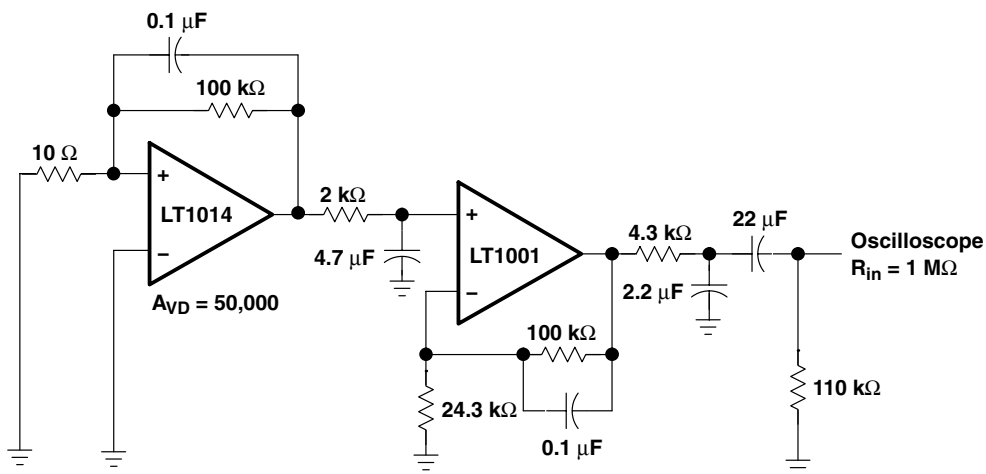 0.1 μF
100 kΩ
10 Ω
+
LT1014
−
A_VD = 50,000
2 kΩ
4.7 μF
+
LT1001
−
4.3 kΩ
22 μF
2.2 μF
Oscilloscope
R_in = 1 MΩ
100 kΩ
24.3 kΩ
0.1 μF
110 kΩ